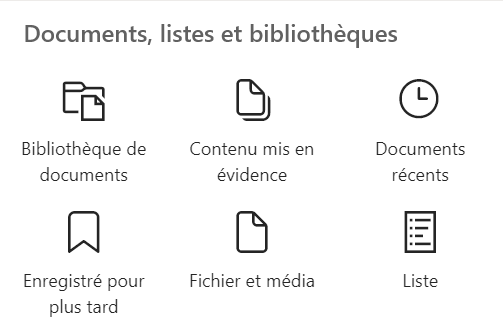 Documents, listes et bibliothèques
Bibliothèque de
documents
Contenu mis en
évidence
Documents
récents
Enregistré pour
plus tard
Fichier et média
Liste